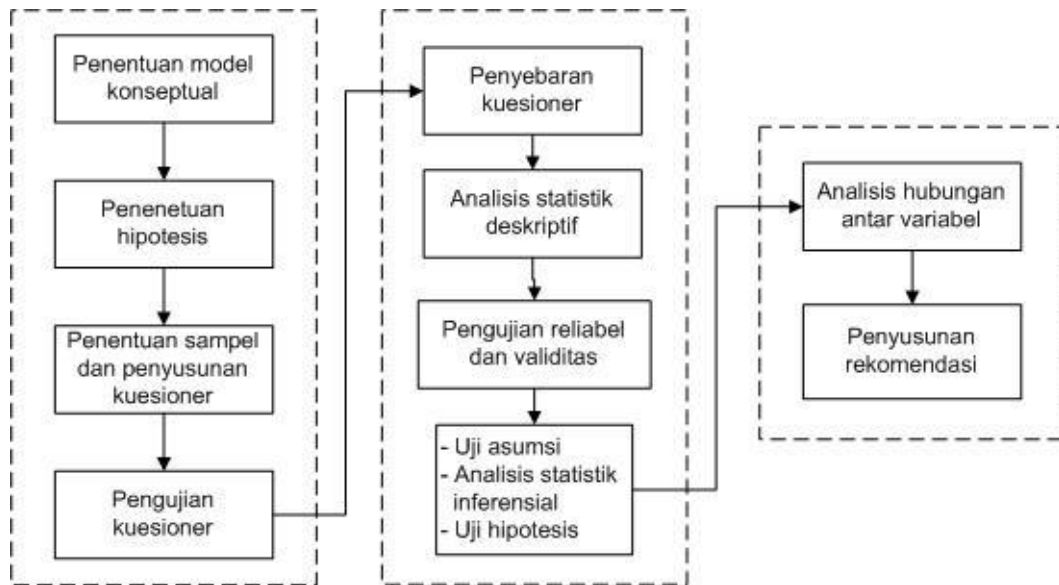 Penentuan model
konseptual
Penenetuan
hipotesis
Penentuan sampel
dan penyusunan
kuesioner
Pengujian
kuesioner
Penyebaran
kuesioner
Analisis statistik
deskriptif
Pengujian reliabel
dan validitas
- Uji asumsi
- Analisis statistik
inferensial
- Uji hipotesis
Analisis hubungan
antar variabel
Penyusunan
rekomendasi